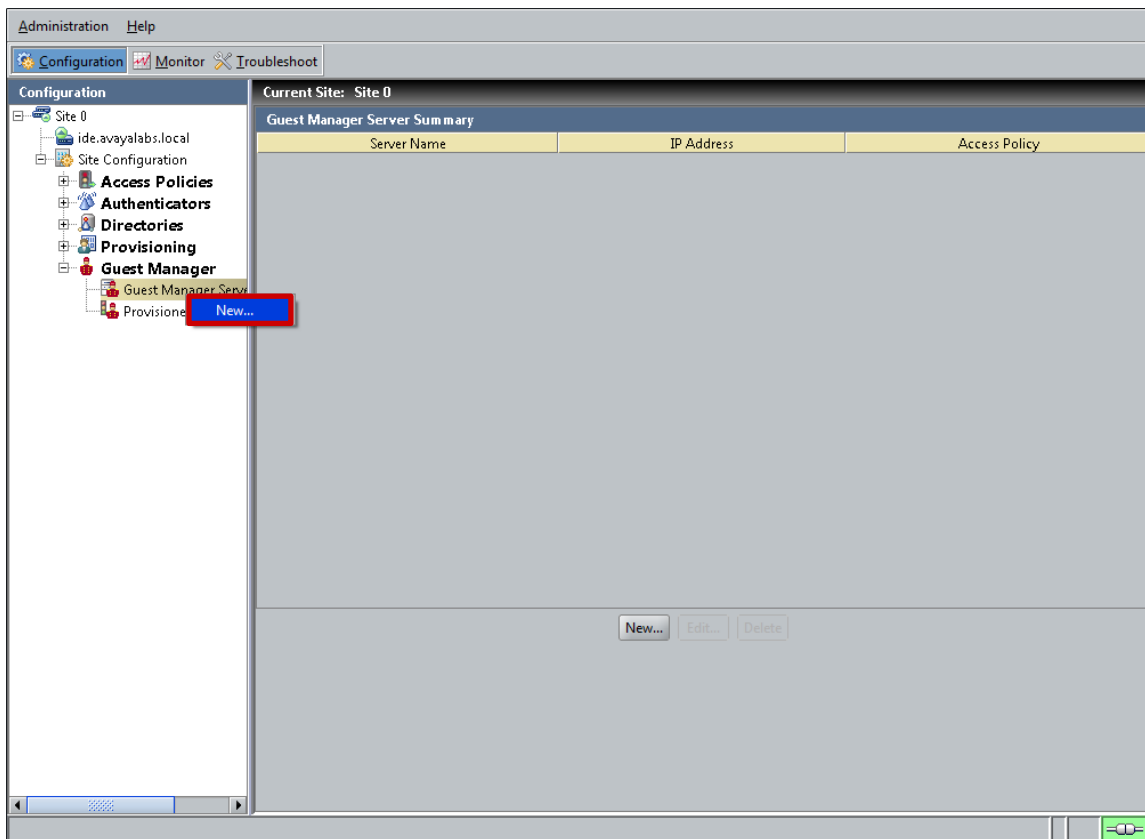 Administration Help
Configuration Monitor Troubleshoot
Configuration
Site 0
ide.avayalabs.local
Site Configuration
Access Policies
Authenticators
Directories
Provisioning
Guest Manager
Guest Manager Serve
Provisione
New...
Current Site: Site 0
Guest Manager Server Summary
Server Name IP Address Access Policy
New... Edit... Delete